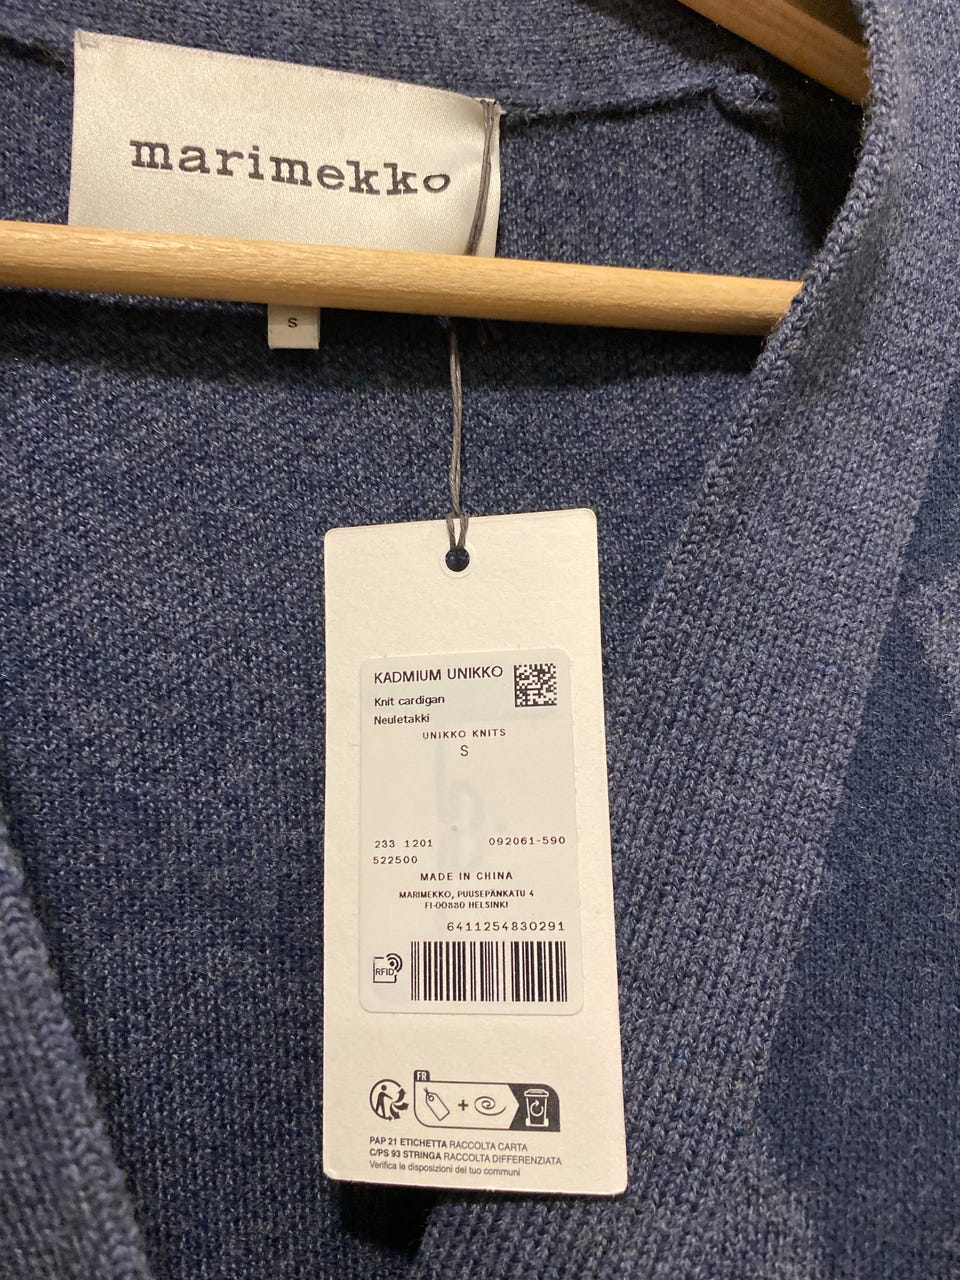 marimekko
S
KADMIUM UNIKKO
Knit cardigan
Neuletakki
UNIKKO KNITS
S
233 1201 092061-590
522500
MADE IN CHINA
MARIMEKKO, PUUSEPÄNKATU 4
FI-00880 HELSINKI
6411254830291
RFID
FR
+
PAP 21 ETICHETTA RACCOLTA CARTA
C/PS 93 STRINGA RACCOLTA DIFFERENZIATA
Verifica le disposizioni del tuo communi